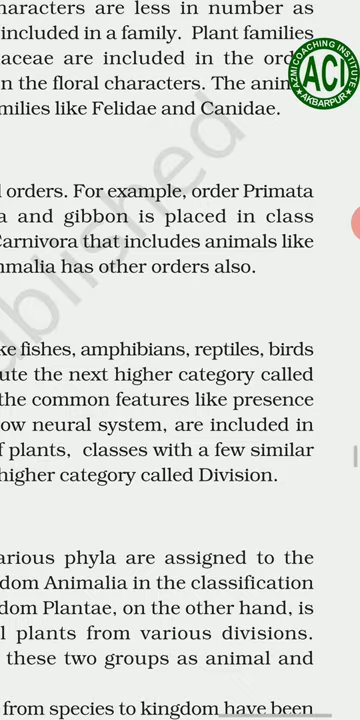 haracters are less in number as
included in a family. Plant families
aceae are included in the orde
n the floral characters. The anim
milies like Felidae and Canidae.
AZMI COACHING INSTITUTE
ACI
AKBARPUR
l orders. For example, order Primata
a and gibbon is placed in class
Carnivora that includes animals like
mmalia has other orders also.
ke fishes, amphibians, reptiles, birds
ute the next higher category called
the common features like presence
ow neural system, are included in
f plants, classes with a few similar
higher category called Division.
arious phyla are assigned to the
dom Animalia in the classification
dom Plantae, on the other hand, is
l plants from various divisions.
these two groups as animal and
from species to kingdom have been